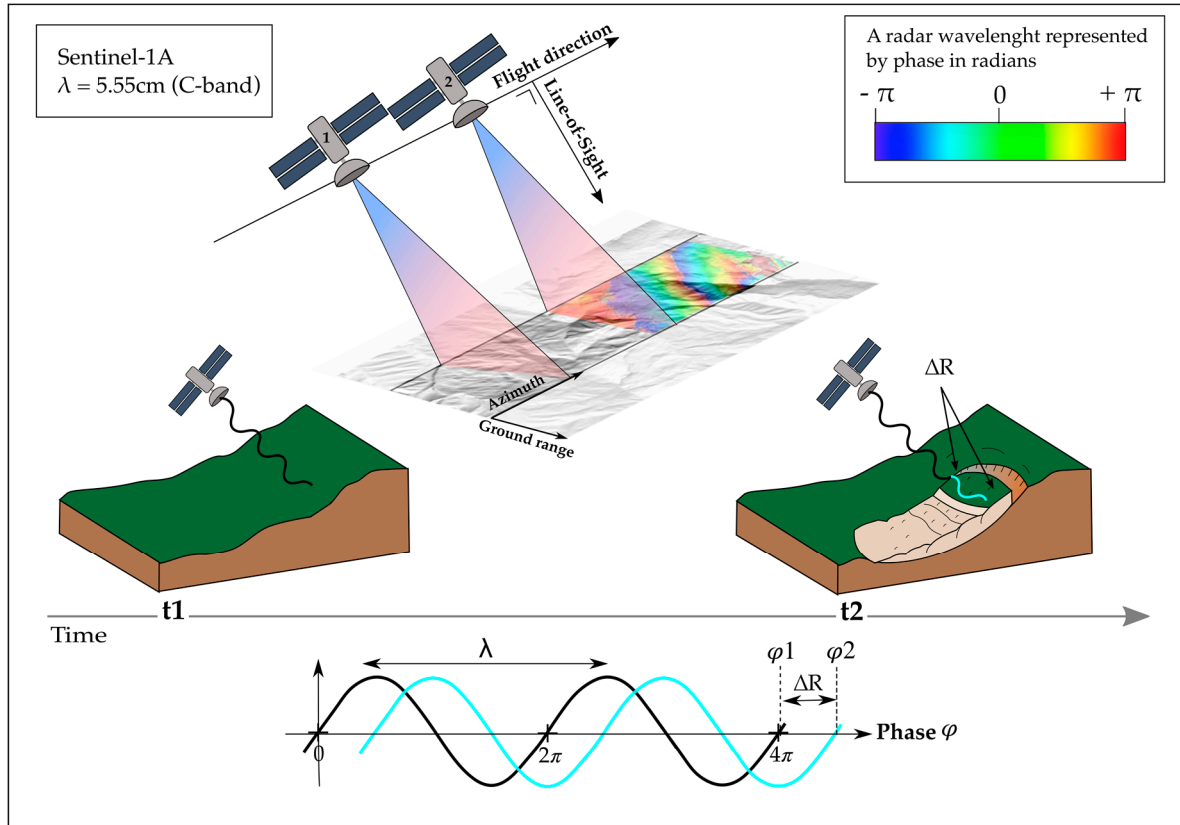 Sentinel-1A
λ = 5.55cm (C-band)
Flight direction
Line-of-Sight
1
2
A radar wavelenght represented
by phase in radians
- π 0 + π
Azimuth
Ground range
ΔR
t1
t2
Time
λ
φ1 φ2
ΔR
0
2π
4π
Phase φ